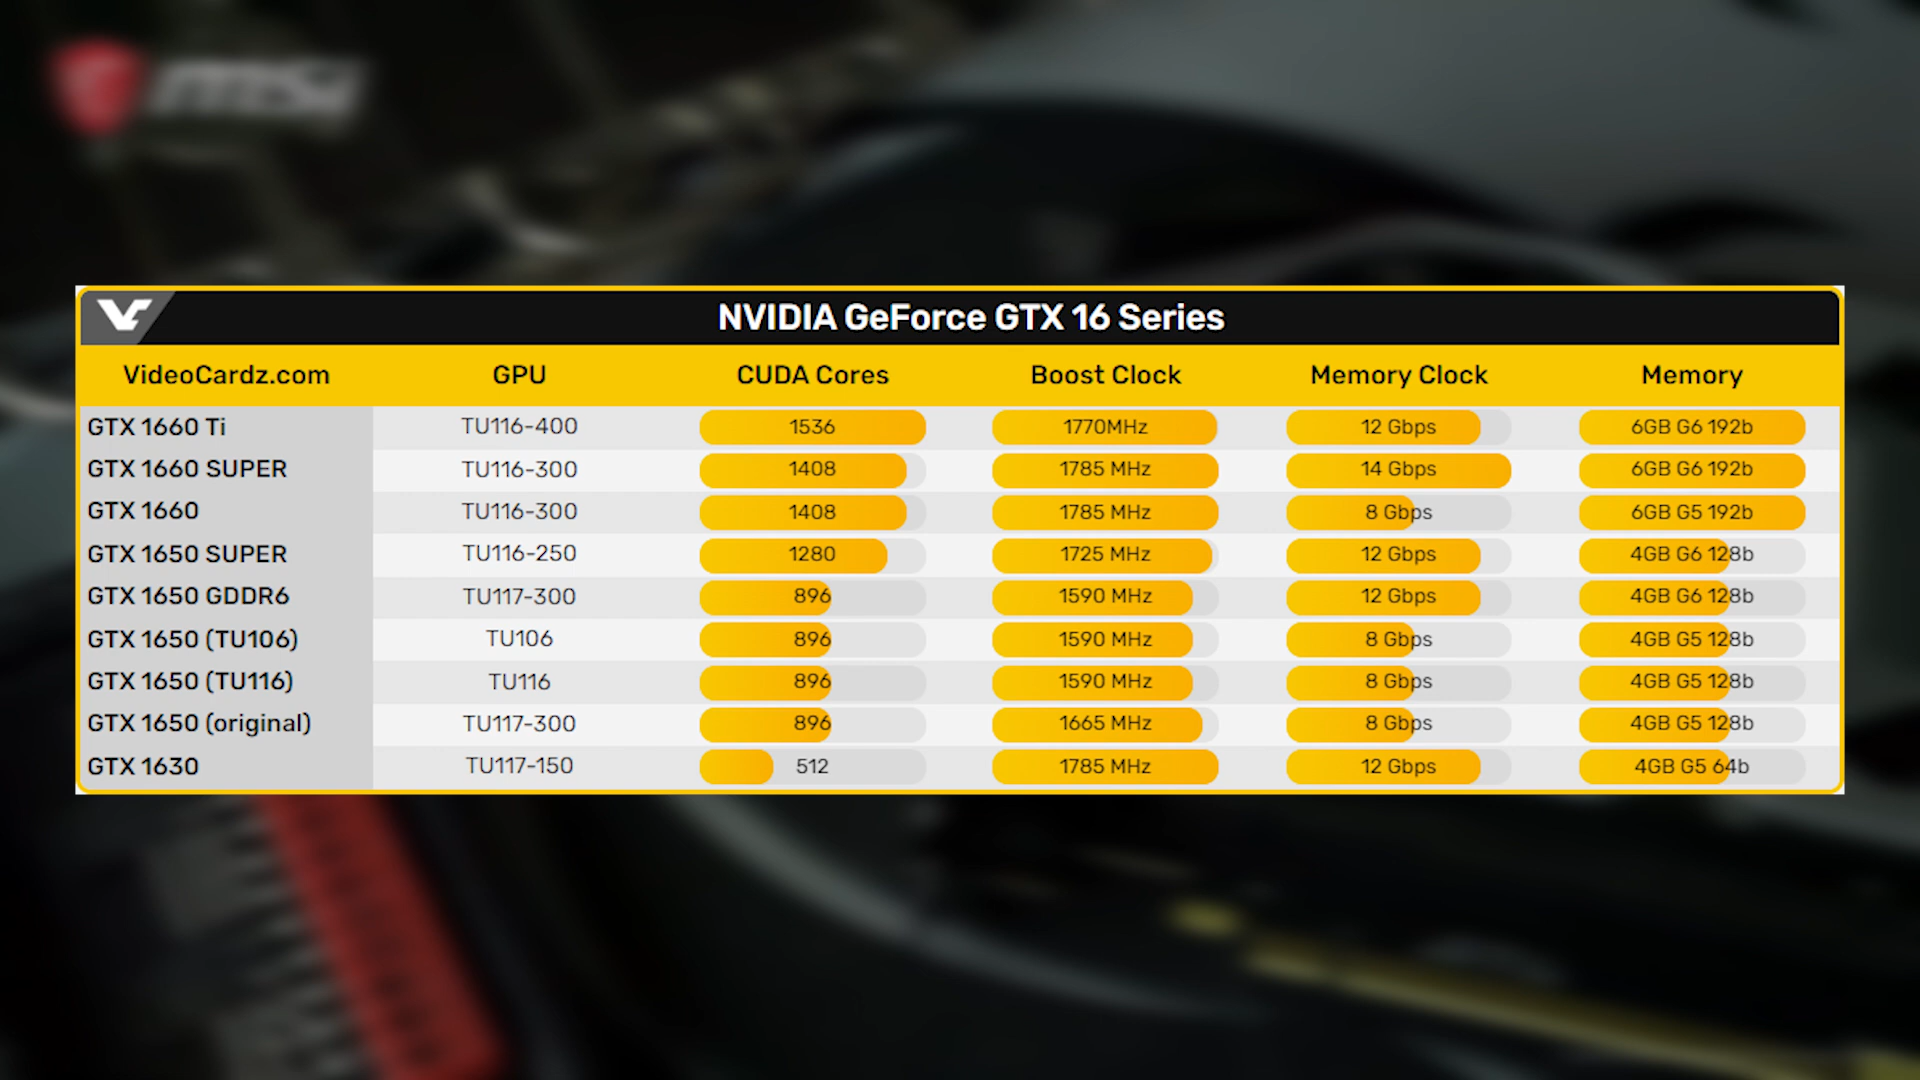 msi
NVIDIA GeForce GTX 16 Series
VideoCardz.com GPU CUDA Cores Boost Clock Memory Clock Memory
GTX 1660 Ti TU116-400 1536 1770MHz 12 Gbps 6GB G6 192b
GTX 1660 SUPER TU116-300 1408 1785 MHz 14 Gbps 6GB G6 192b
GTX 1660 TU116-300 1408 1785 MHz 8 Gbps 6GB G5 192b
GTX 1650 SUPER TU116-250 1280 1725 MHz 12 Gbps 4GB G6 128b
GTX 1650 GDDR6 TU117-300 896 1590 MHz 12 Gbps 4GB G6 128b
GTX 1650 (TU106) TU106 896 1590 MHz 8 Gbps 4GB G5 128b
GTX 1650 (TU116) TU116 896 1590 MHz 8 Gbps 4GB G5 128b
GTX 1650 (original) TU117-300 896 1665 MHz 8 Gbps 4GB G5 128b
GTX 1630 TU117-150 512 1785 MHz 12 Gbps 4GB G5 64b